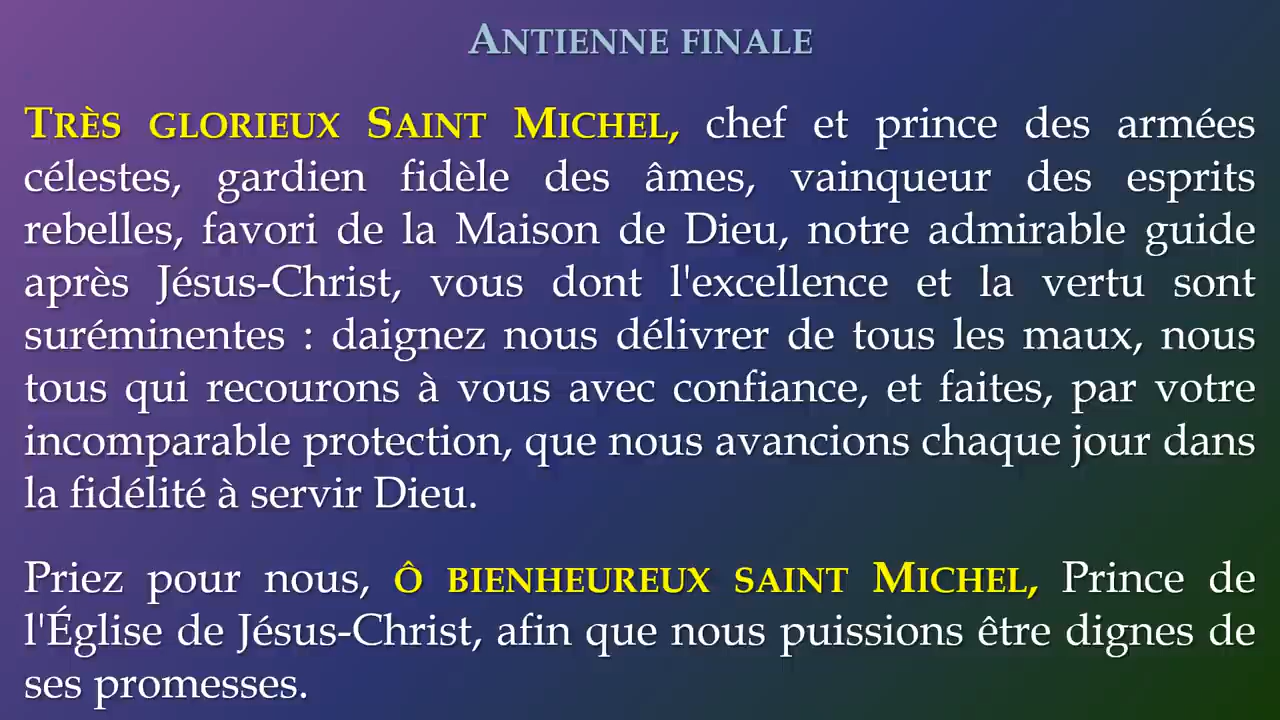 ANTIENNE FINALE
TRÈS GLORIEUX SAINT MICHEL, chef et prince des armées
célestes, gardien fidèle des âmes, vainqueur des esprits
rebelles, favori de la Maison de Dieu, notre admirable guide
après Jésus-Christ, vous dont l'excellence et la vertu sont
suréminentes : daignez nous délivrer de tous les maux, nous
tous qui recourons à vous avec confiance, et faites, par votre
incomparable protection, que nous avancions chaque jour dans
la fidélité à servir Dieu.
Priez pour nous, Ô BIENHEUREUX SAINT MICHEL, Prince de
l'Église de Jésus-Christ, afin que nous puissions être dignes de
ses promesses.